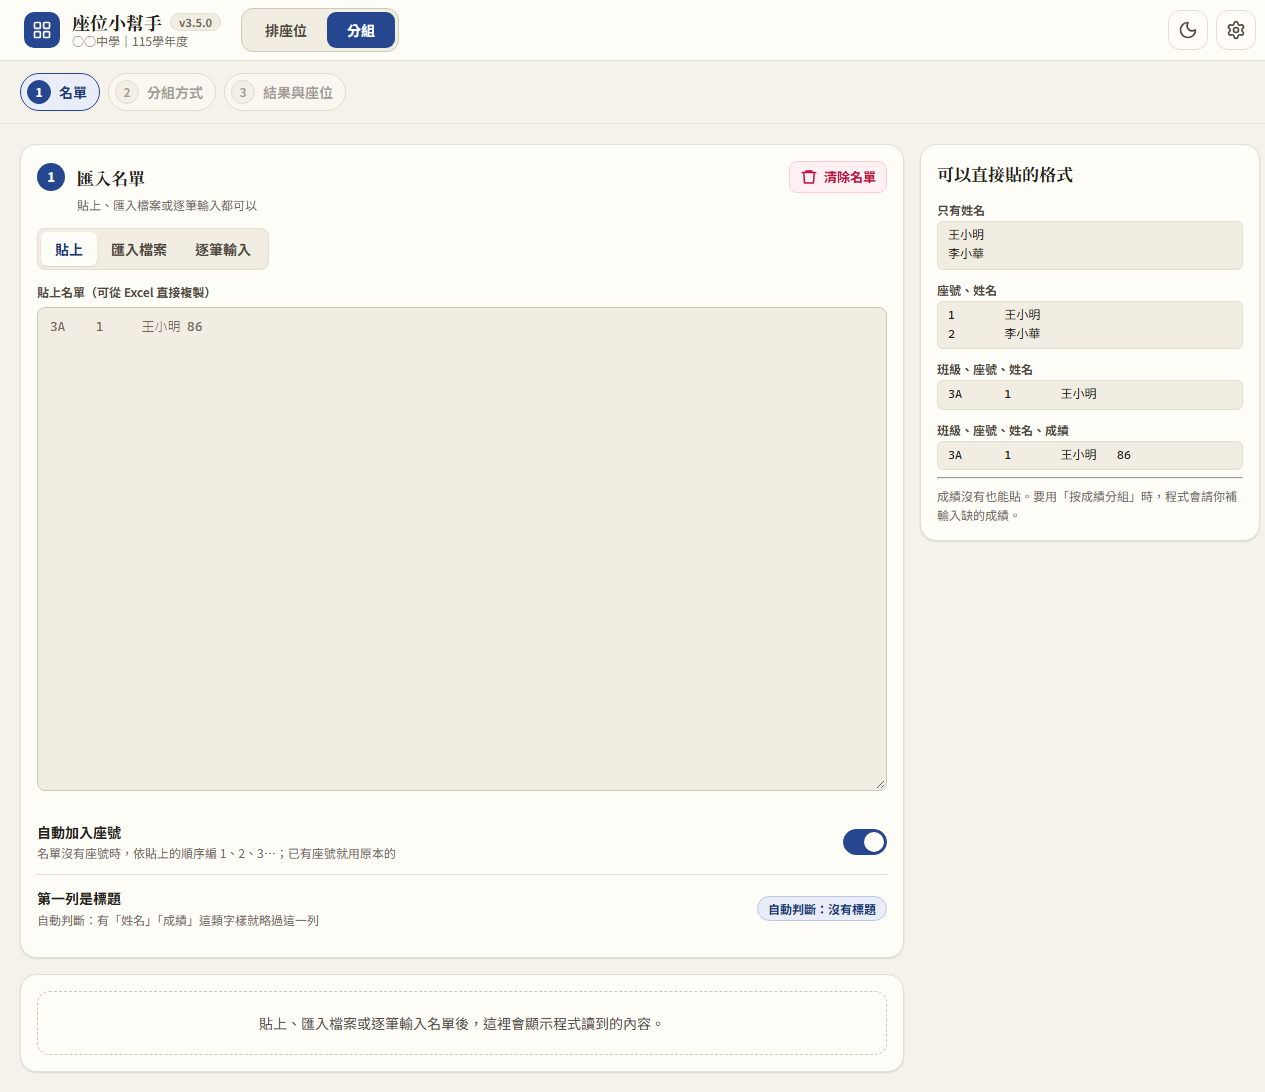 座位小幫手 v3.5.0
〇〇中學｜115學年度
排座位 分組
1 名單 2 分組方式 3 結果與座位
1 匯入名單
清除名單
貼上、匯入檔案或逐筆輸入都可以
貼上 匯入檔案 逐筆輸入
貼上名單（可從 Excel 直接複製）
3A 1 王小明 86
自動加入座號
名單沒有座號時，依貼上的順序編 1、2、3…；已有座號就用原本的
第一列是標題
自動判斷：有「姓名」「成績」這類字樣就略過這一列
自動判斷：沒有標題
貼上、匯入檔案或逐筆輸入名單後，這裡會顯示程式讀到的內容。
可以直接貼的格式
只有姓名
王小明
李小華
座號、姓名
1 王小明
2 李小華
班級、座號、姓名
3A 1 王小明
班級、座號、姓名、成績
3A 1 王小明 86
成績沒有也能貼。要用「按成績分組」時，程式會請你補
輸入缺的成績。